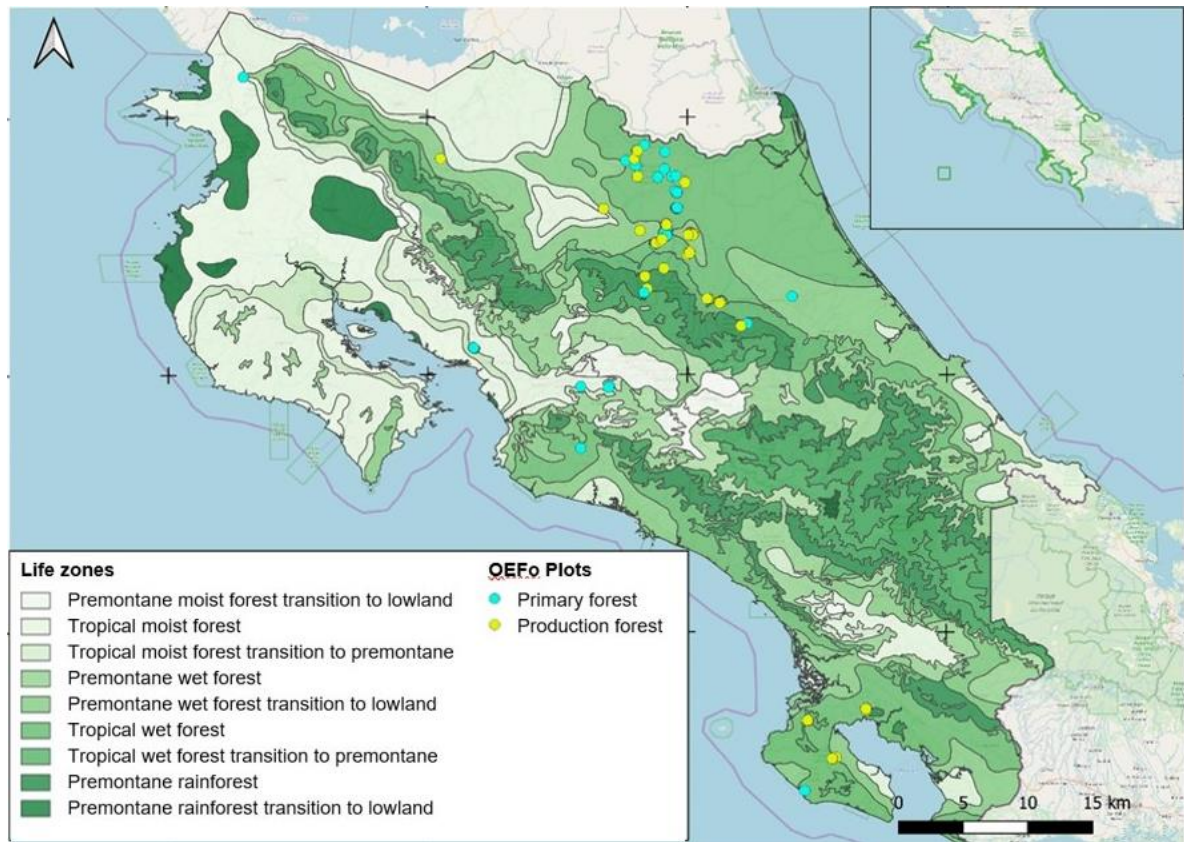 Life zones
Premontane moist forest transition to lowland
Tropical moist forest
Tropical moist forest transition to premontane
Premontane wet forest
Premontane wet forest transition to lowland
Tropical wet forest
Tropical wet forest transition to premontane
Premontane rainforest
Premontane rainforest transition to lowland
OEFo Plots
Primary forest
Production forest
0 5 10 15 km